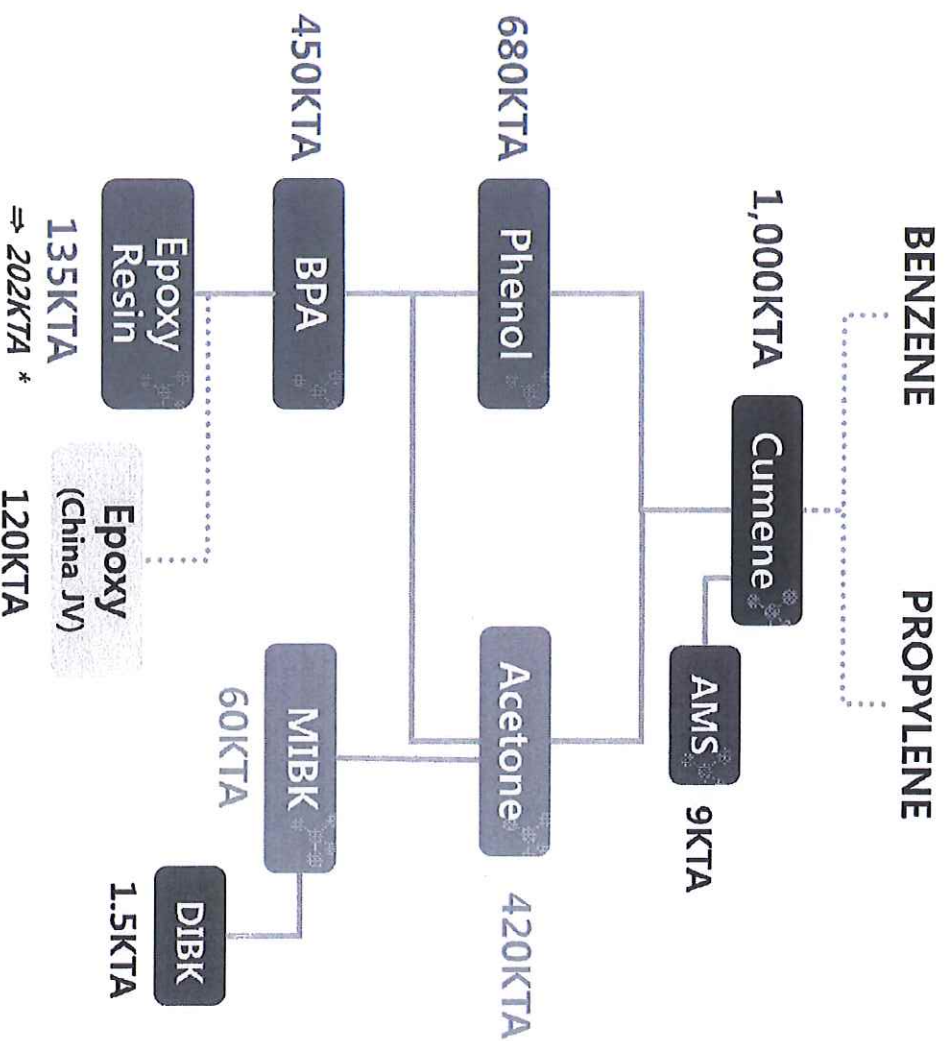 BENZENE
PROPYLENE
1,000KTA
Cumene
AMS
9KTA
680KTA
Phenol
Acetone
420KTA
450KTA
BPA
MIBK
60KTA
Epoxy
Resin
135KTA
⇒ 202KTA *
Epoxy
(China JV)
120KTA
DIBK
1.5KTA